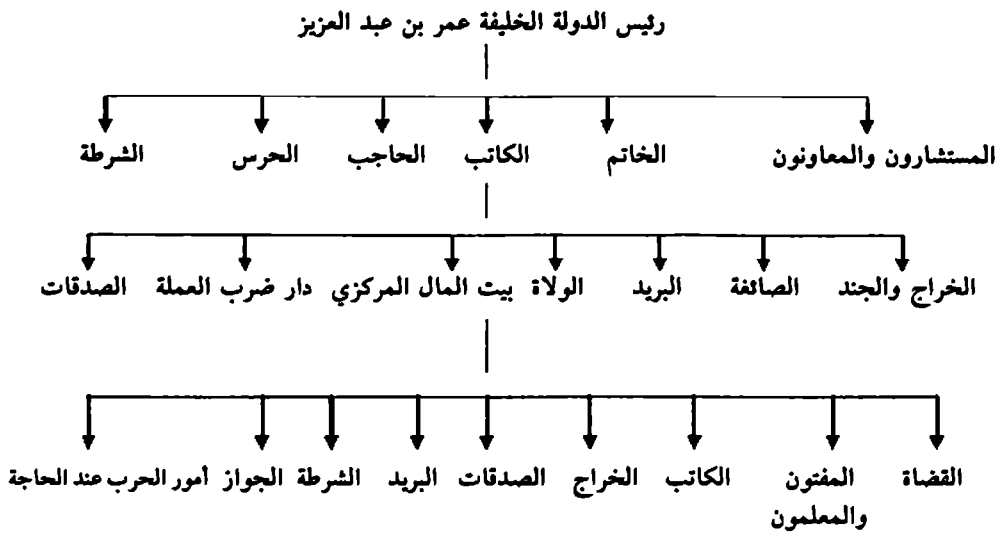 رئيس الدولة الخليفة عمر بن عبد العزيز
المستشارون والمعاونون الخاتم الكاتب الحاجب الحرس الشرطة
الخراج والجند الصائفة البريد الولاة بيت المال المركزي دار ضرب العملة الصدقات
القضاة المفتون الكاتب الخراج الصدقات البريد الشرطة الجواز أمور الحرب عند الحاجة
والمعلمون